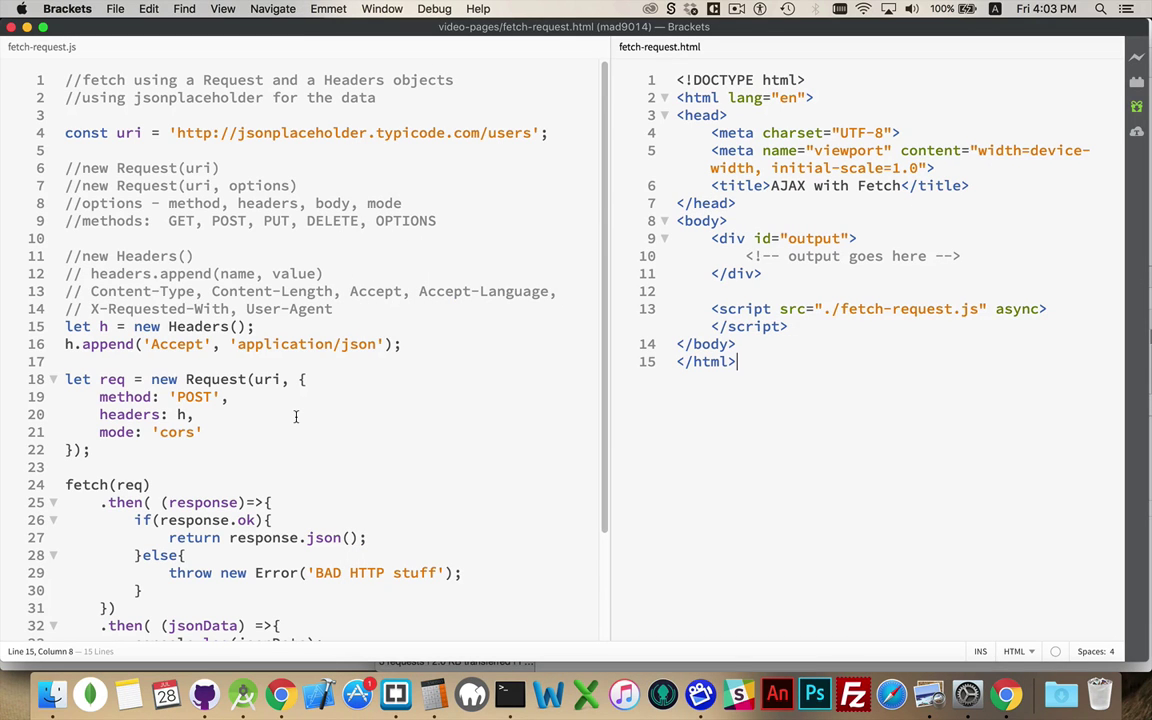 Brackets File Edit Find View Navigate Emmet Window Debug Help 100% A Fri 4:03 PM
video-pages/fetch-request.html (mad9014) — Brackets
fetch-request.js
1 //fetch using a Request and a Headers objects
2 //using jsonplaceholder for the data
3
4 const uri = 'http://jsonplaceholder.typicode.com/users';
5
6 //new Request(uri)
7 //new Request(uri, options)
8 //options - method, headers, body, mode
9 //methods:  GET, POST, PUT, DELETE, OPTIONS
10
11 //new Headers()
12 // headers.append(name, value)
13 // Content-Type, Content-Length, Accept, Accept-Language,
14 // X-Requested-With, User-Agent
15 let h = new Headers();
16 h.append('Accept', 'application/json');
17
18 let req = new Request(uri, {
19 method: 'POST',
20 headers: h,
21 mode: 'cors'
22 });
23
24 fetch(req)
25 .then( (response)=>{
26 if(response.ok){
27 return response.json();
28 }else{
29 throw new Error('BAD HTTP stuff');
30 }
31 })
32 .then( (jsonData) =>{
fetch-request.html
1 <!DOCTYPE html>
2 <html lang="en">
3 <head>
4 <meta charset="UTF-8">
5 <meta name="viewport" content="width=device-
width, initial-scale=1.0">
6 <title>AJAX with Fetch</title>
7 </head>
8 <body>
9 <div id="output">
10 <!-- output goes here -->
11 </div>
12
13 <script src="./fetch-request.js" async>
</script>
14 </body>
15 </html>
Line 15, Column 8 — 15 Lines
INS HTML Spaces: 4
JUL
28
1
An
Ps
Fz